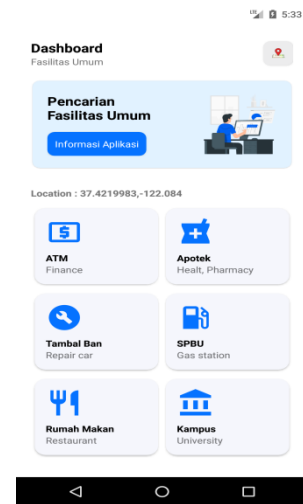 5:33
Dashboard
Fasilitas Umum
Pencarian
Fasilitas Umum
Informasi Aplikasi
Location : 37.4219983,-122.084
ATM
Finance
Apotek
Healt, Pharmacy
Tambal Ban
Repair car
SPBU
Gas station
Rumah Makan
Restaurant
Kampus
University